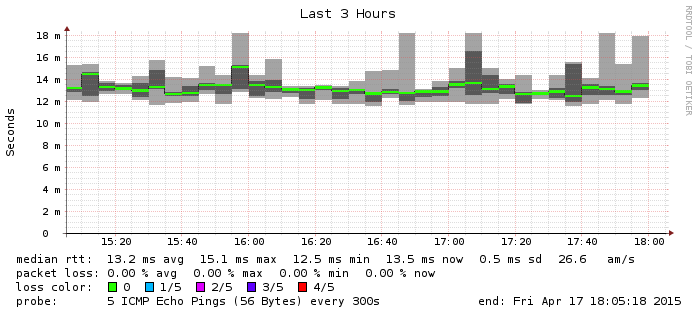 Last 3 Hours
RRDTOOL / TOBI OETIKER
Seconds
18 m
16 m
14 m
12 m
10 m
8 m
6 m
4 m
2 m
0
15:20 15:40 16:00 16:20 16:40 17:00 17:20 17:40 18:00
median rtt: 13.2 ms avg 15.1 ms max 12.5 ms min 13.5 ms now 0.5 ms sd 26.6 am/s
packet loss: 0.00 % avg 0.00 % max 0.00 % min 0.00 % now
loss color: 0 1/5 2/5 3/5 4/5
probe: 5 ICMP Echo Pings (56 Bytes) every 300s end: Fri Apr 17 18:05:18 2015